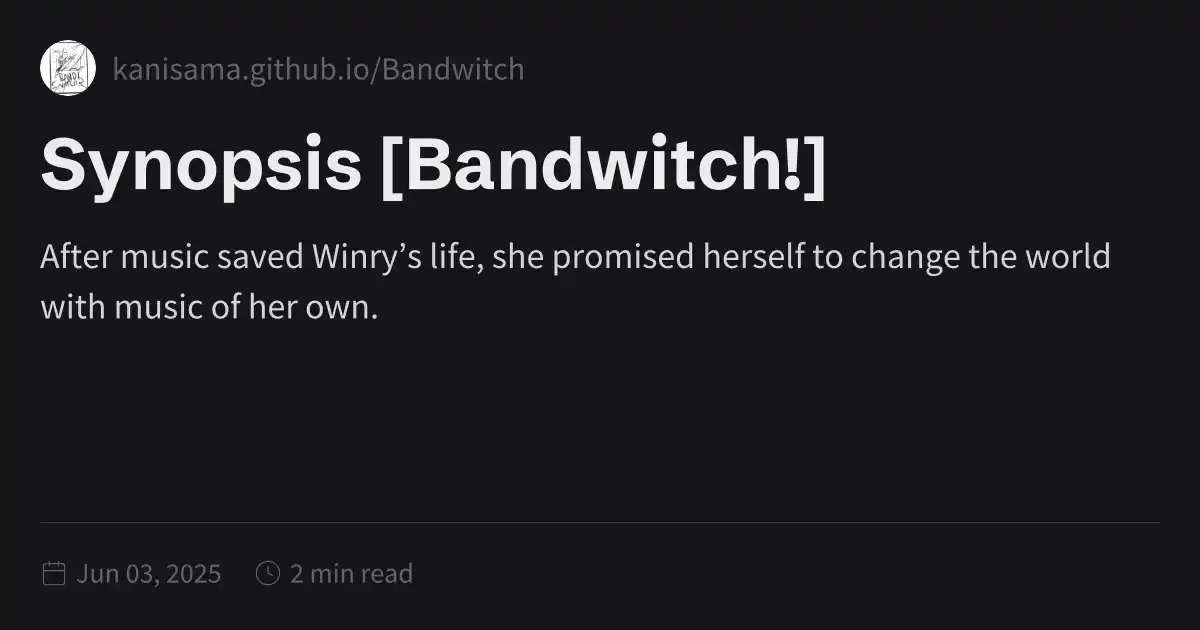 kanisama.github.io/Bandwitch
Synopsis [Bandwitch!]
After music saved Winry’s life, she promised herself to change the world
with music of her own.
Jun 03, 2025
2 min read